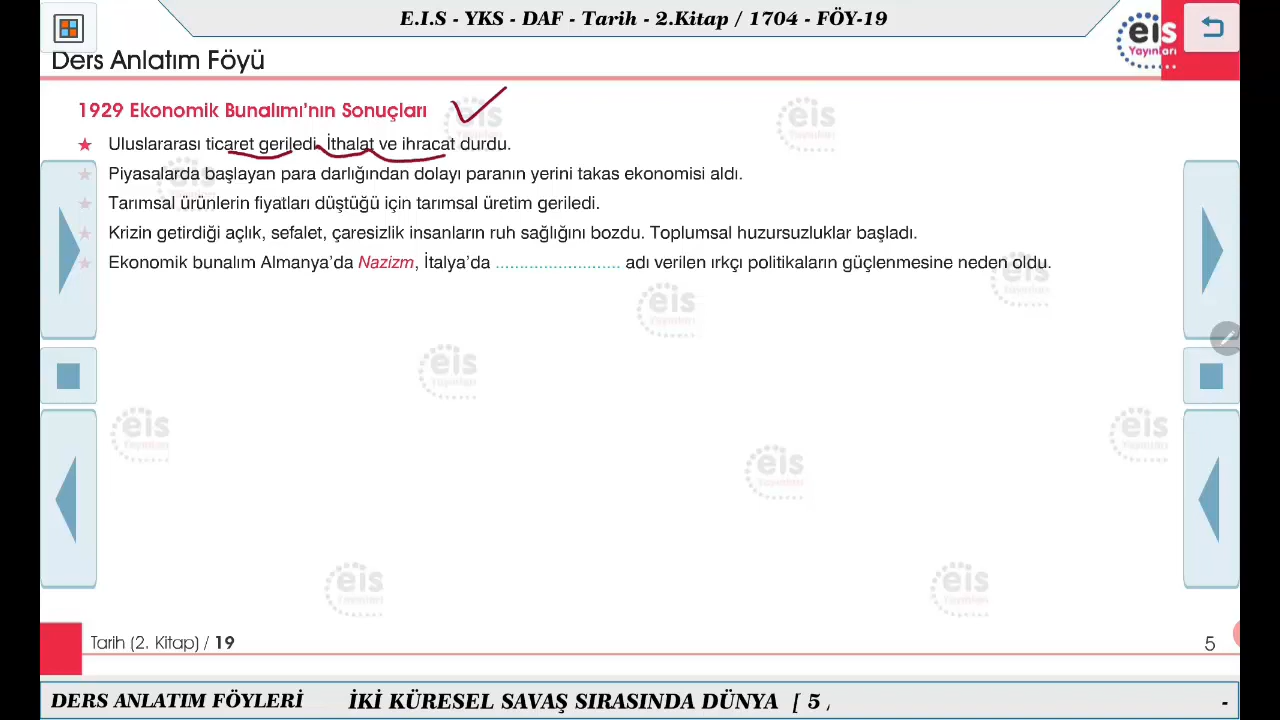 E.I.S - YKS - DAF - Tarih - 2.Kitap / 1704 - FÖY-19
eis
Yayınları
Ders Anlatım Föyü
1929 Ekonomik Bunalımı'nın Sonuçları
Uluslararası ticaret geriledi. İthalat ve ihracat durdu.
Piyasalarda başlayan para darlığından dolayı paranın yerini takas ekonomisi aldı.
Tarımsal ürünlerin fiyatları düştüğü için tarımsal üretim geriledi.
Krizin getirdiği açlık, sefalet, çaresizlik insanların ruh sağlığını bozdu. Toplumsal huzursuzluklar başladı.
Ekonomik bunalım Almanya'da Nazizm, İtalya'da .......................... adı verilen ırkçı politikaların güçlenmesine neden oldu.
Tarih (2. Kitap) / 19
5
DERS ANLATIM FÖYLERİ İKİ KÜRESEL SAVAŞ SIRASINDA DÜNYA [ 5 / -